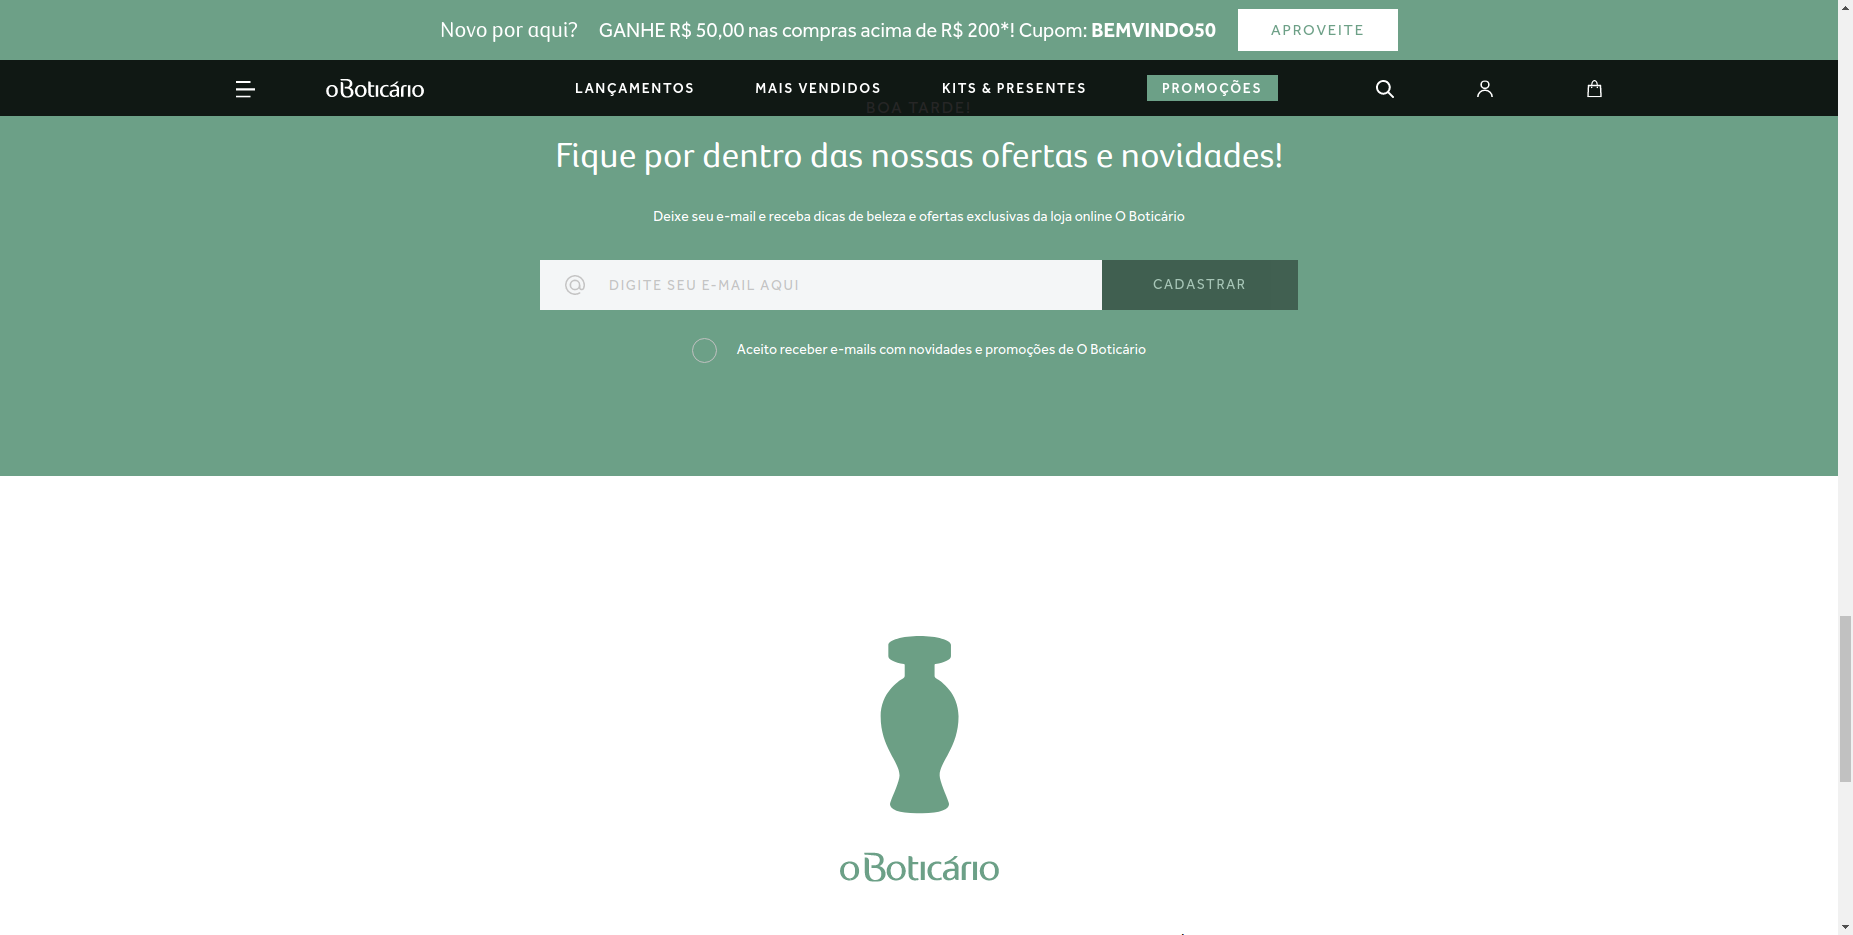 Novo por aqui? GANHE R$ 50,00 nas compras acima de R$ 200*! Cupom: BEMVINDO50 APROVEITE
oBoticário LANÇAMENTOS MAIS VENDIDOS KITS & PRESENTES PROMOÇÕES
BOA TARDE!
Fique por dentro das nossas ofertas e novidades!
Deixe seu e-mail e receba dicas de beleza e ofertas exclusivas da loja online O Boticário
@ DIGITE SEU E-MAIL AQUI CADASTRAR
Aceito receber e-mails com novidades e promoções de O Boticário
oBoticário